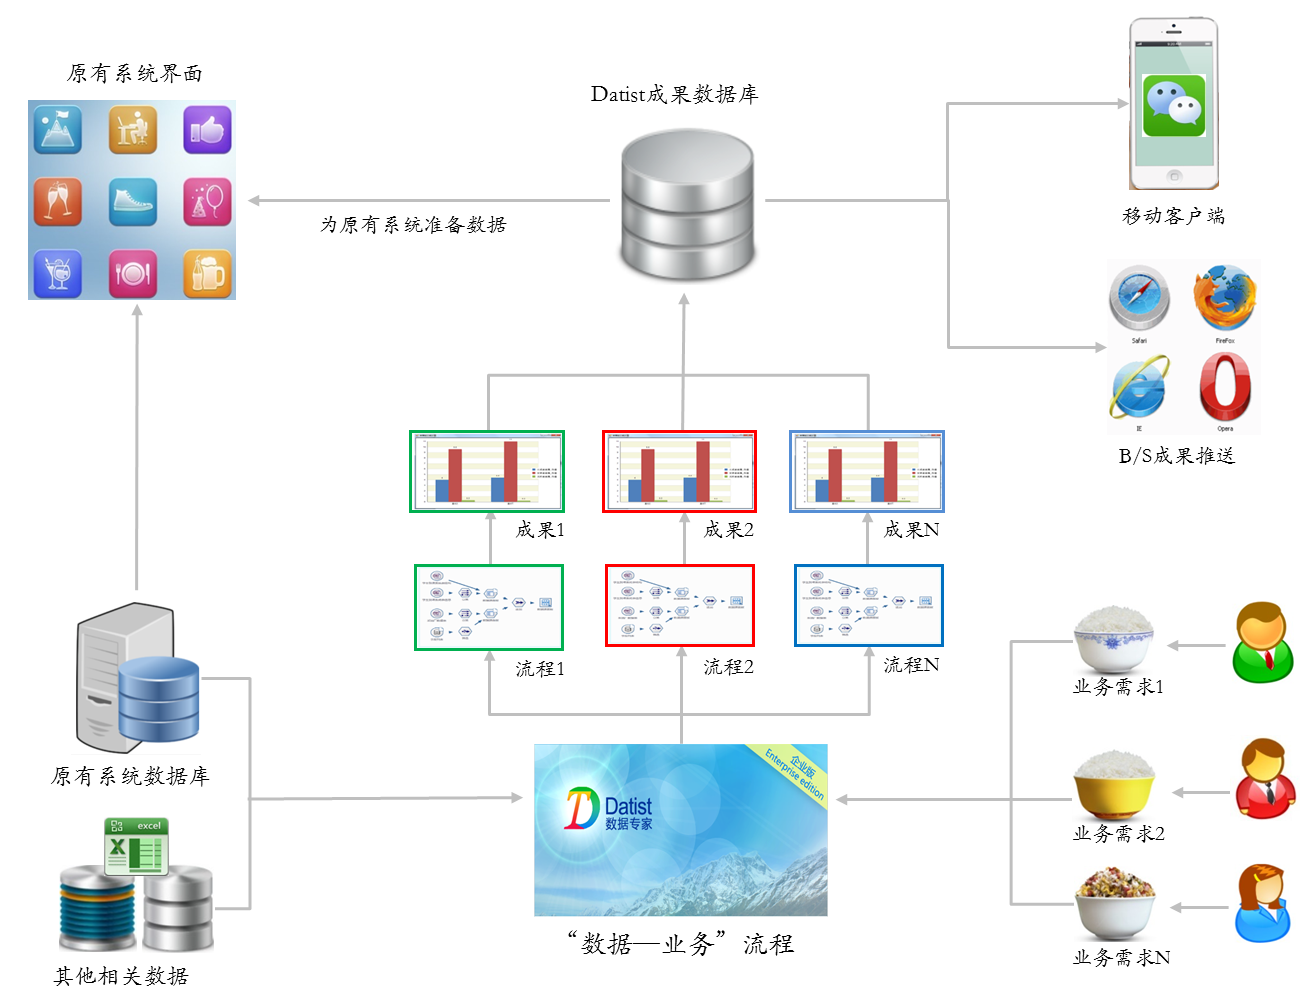 原有系统界面
Datist成果数据库
为原有系统准备数据
移动客户端
Safari
FireFox
IE
Opera
B/S成果推送
成果1
成果2
成果N
流程1
流程2
流程N
业务需求1
原有系统数据库
企业版
Enterprise edition
Datist
数据专家
业务需求2
excel
“数据—业务”流程
业务需求N
其他相关数据